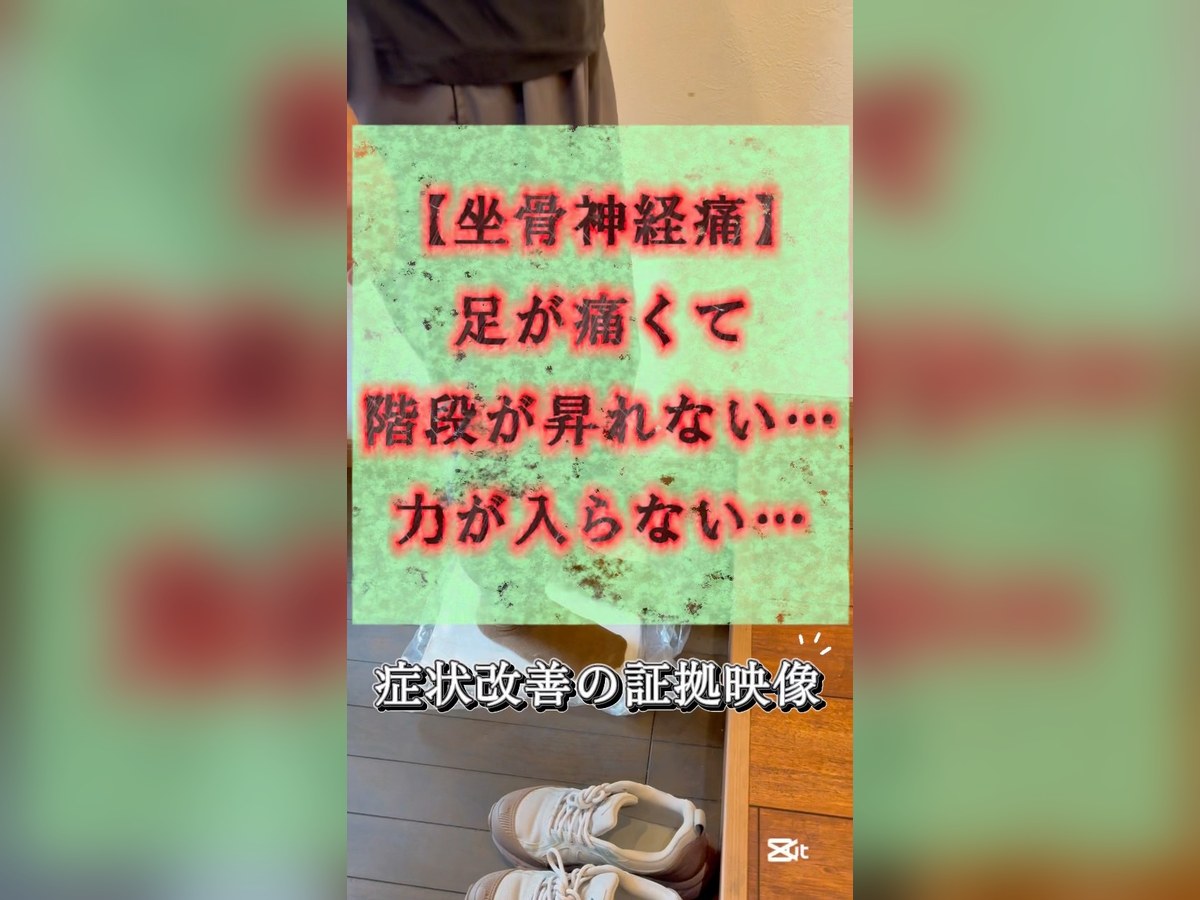 【坐骨神経痛】
足が痛くて
階段が昇れない…
力が入らない…
症状改善の証拠映像